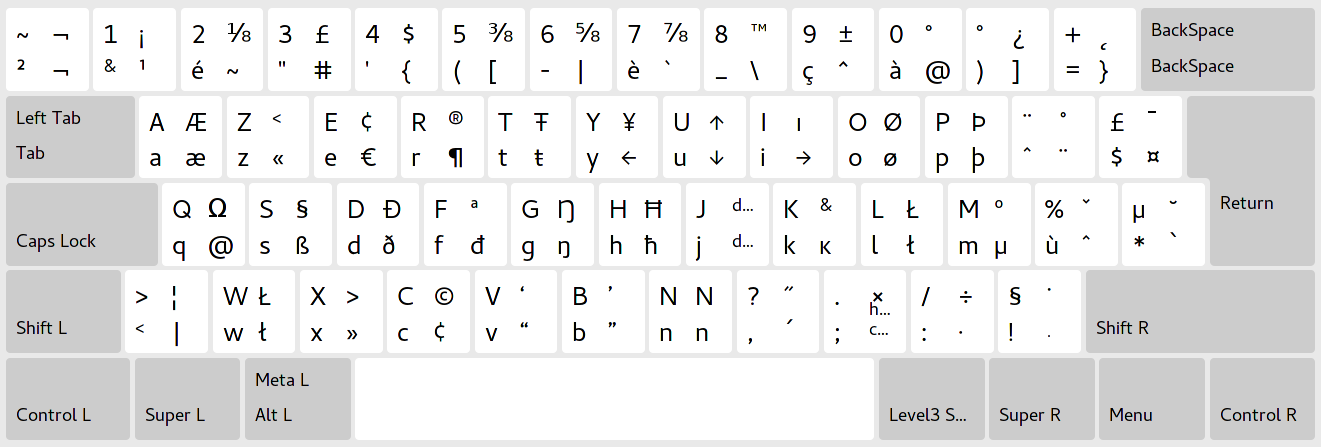 ~ ¬ 1 ¡ 2 ⅛ 3 £ 4 $ 5 ⅜ 6 ⅝ 7 ⅞ 8 ™ 9 ± 0 ° ° ¿ + ˛ BackSpace
² ¬ & ¹ é ~ " # ' { ( [ - | è ` _ \ ç ^ à @ ) ] = } BackSpace
Left Tab A Æ Z < E ¢ R ® T Ŧ Y ¥ U ↑ I ı O Ø P Þ ¨ ° £ ¯
Tab a æ z « e € r ¶ t ŧ y ← u ↓ i → o ø p þ ^ ¨ $ ¤
Q Ω S § D Ð F ª G Ŋ H Ħ J d... K & L Ł M º % ˇ µ ˘ Return
Caps Lock q @ s ß d ð f đ g ŋ h ħ j d... k ĸ l ł m µ ù ^ * `
> ¦ W Ł X > C © V ‘ B ’ N N ? ˝ . × h... / ÷ § ˙
Shift L < | w ł x » c ¢ v “ b ” n n , ´ ; c... : · ! . Shift R
Meta L
Control L Super L Alt L Level3 S... Super R Menu Control R